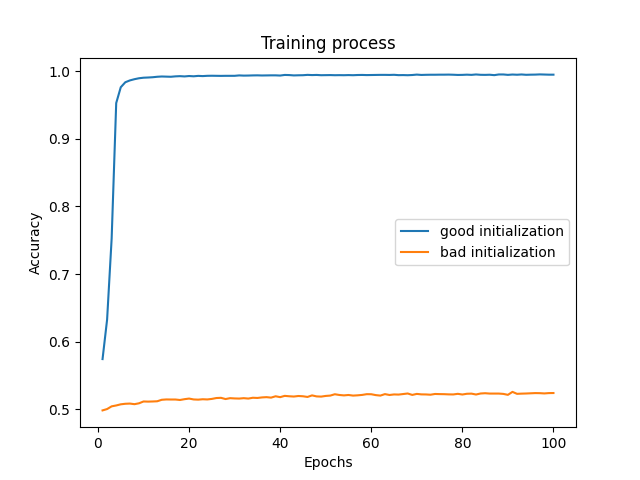 Training process
1.0
0.9
0.8
0.7
0.6
0.5
Accuracy
good initialization
bad initialization
0
20
40
60
80
100
Epochs